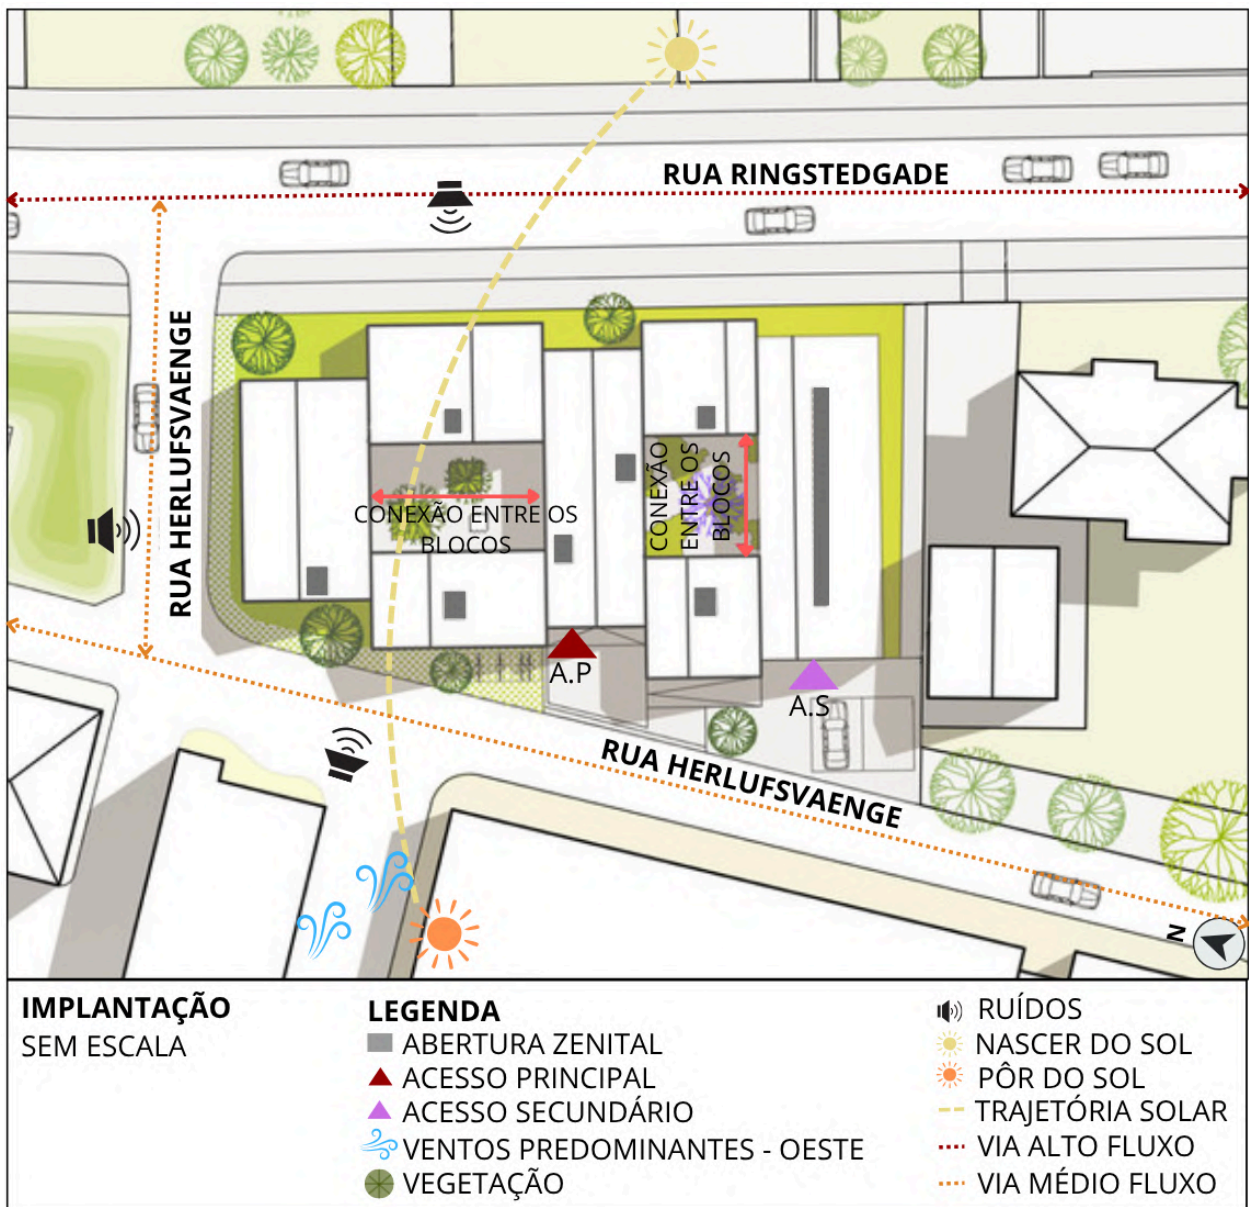 RUA RINGSTEDGADE
RUA HERLUFSVAENGE
CONEXÃO ENTRE OS
BLOCOS
CONEXÃO
ENTRE OS
BLOCOS
A.P
A.S
RUA HERLUFSVAENGE
N
IMPLANTAÇÃO
SEM ESCALA
LEGENDA
ABERTURA ZENITAL
ACESSO PRINCIPAL
ACESSO SECUNDÁRIO
VENTOS PREDOMINANTES - OESTE
VEGETAÇÃO
RUÍDOS
NASCER DO SOL
PÔR DO SOL
TRAJETÓRIA SOLAR
VIA ALTO FLUXO
VIA MÉDIO FLUXO